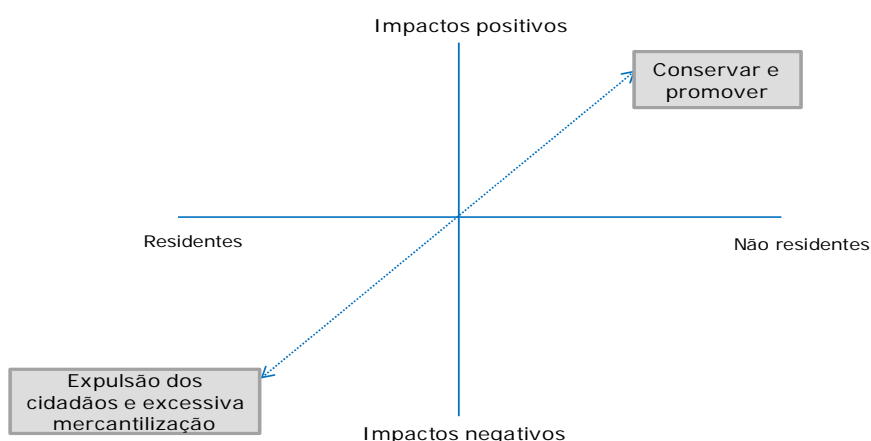 Impactos positivos
Conservar e
promover
Residentes
Não residentes
Expulsão dos
cidadãos e excessiva
mercantilização
Impactos negativos